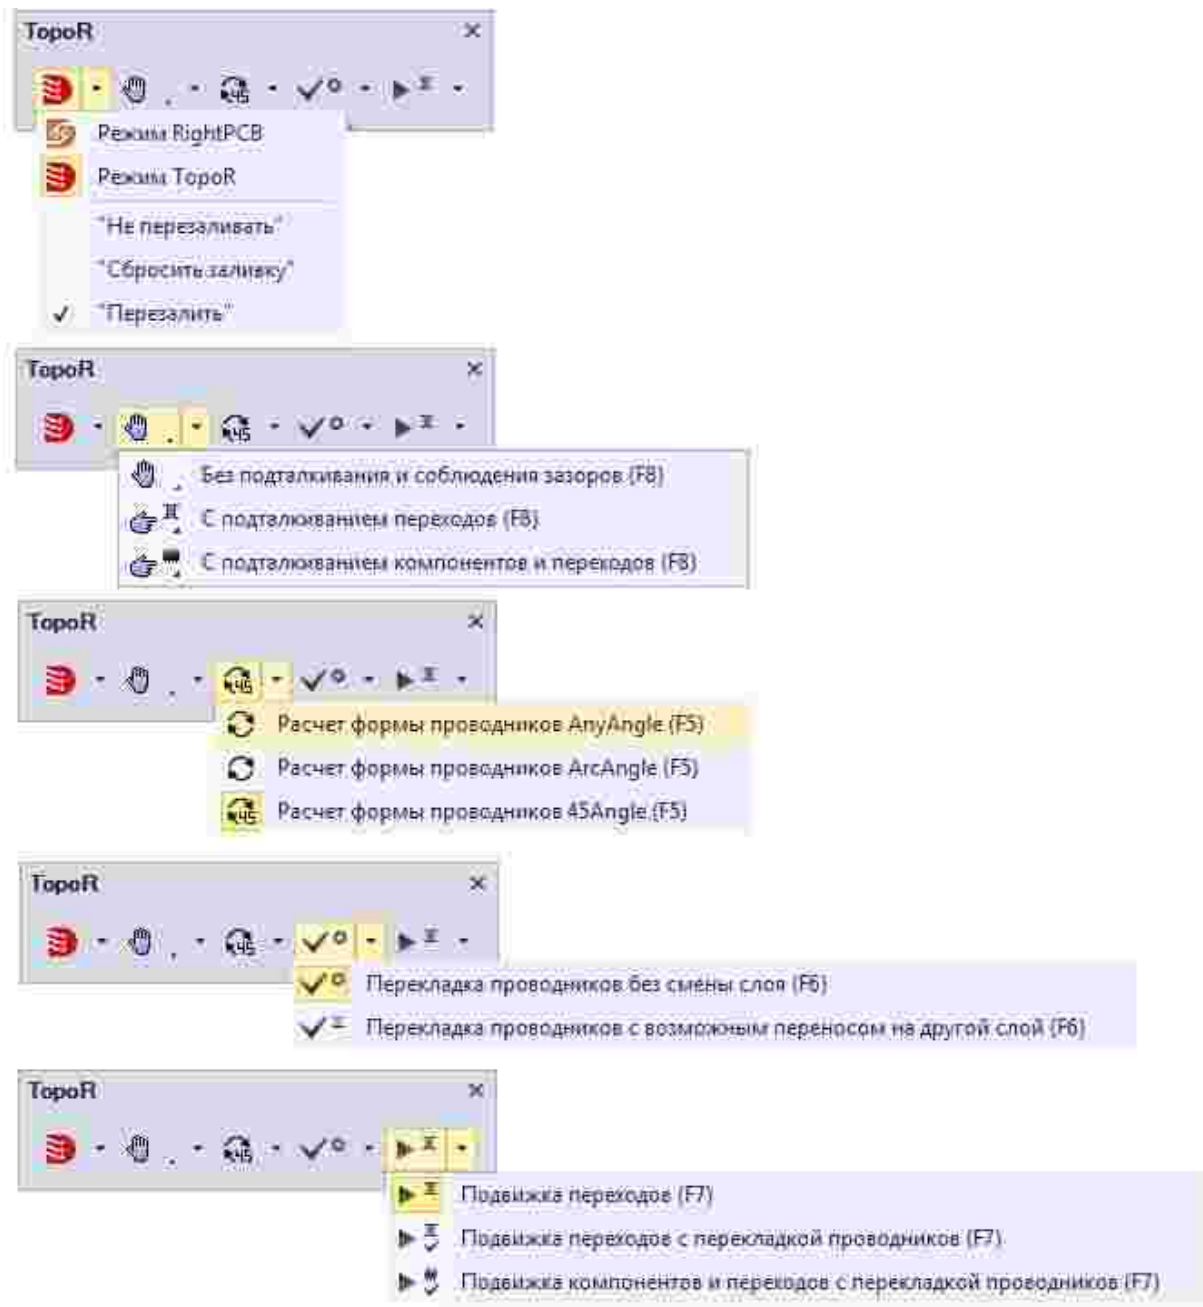 TopoR
Режим RightPCB
Режим TopoR
"Не перезаливать"
"Сбросить заливку"
"Перезалить"
TopoR
Без подталкивания и соблюдения зазоров (F8)
С подталкиванием переходов (F8)
С подталкиванием компонентов и переходов (F8)
TopoR
Расчет формы проводников AnyAngle (F5)
Расчет формы проводников ArcAngle (F5)
Расчет формы проводников 45Angle (F5)
TopoR
Перекладка проводников без смены слоя (F6)
Перекладка проводников с возможным переносом на другой слой (F6)
TopoR
Подвижка переходов (F7)
Подвижка переходов с перекладкой проводников (F7)
Подвижка компонентов и переходов с перекладкой проводников (F7)